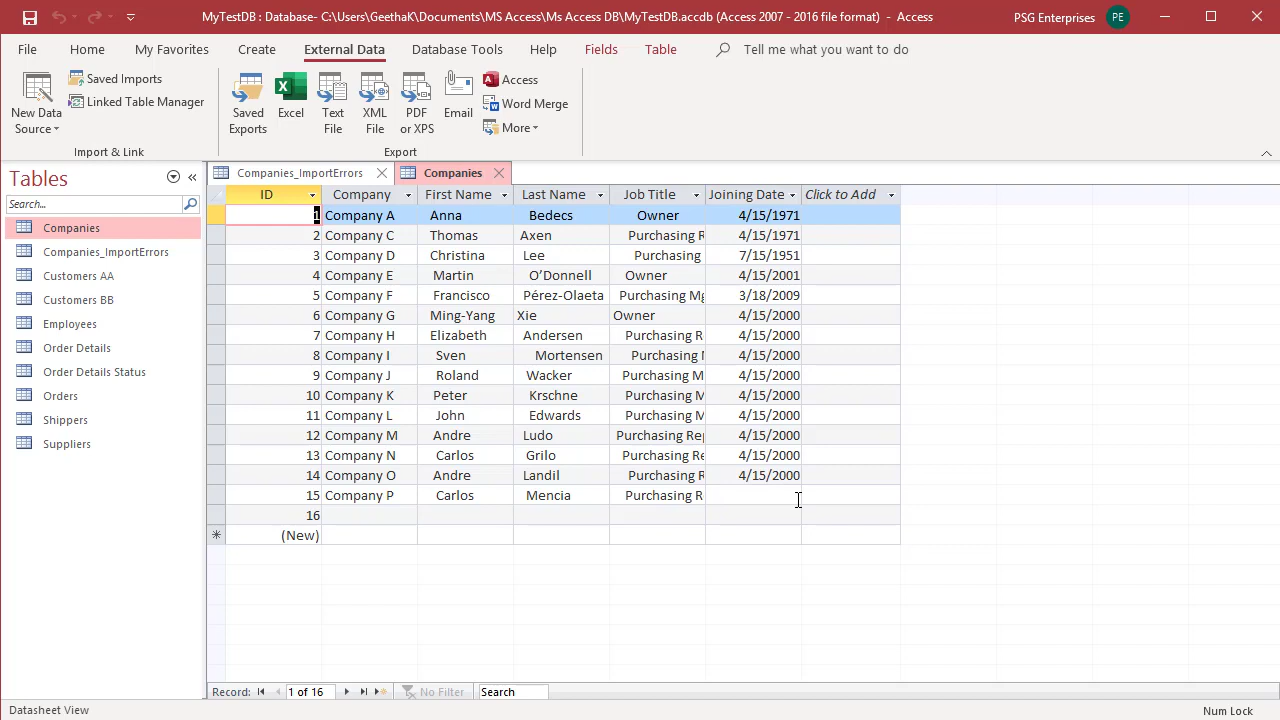 MyTestDB : Database- C:\Users\GeethaK\Documents\MS Access\Ms Access DB\MyTestDB.accdb (Access 2007 - 2016 file format) - Access PSG Enterprises PE
File Home My Favorites Create External Data Database Tools Help Fields Table Tell me what you want to do
New Data Source
Saved Imports
Linked Table Manager
Import & Link
Saved Exports
Excel
Text File
XML File
PDF or XPS
Email
Access
Word Merge
More
Export
Tables
Search...
Companies
Companies_ImportErrors
Customers AA
Customers BB
Employees
Order Details
Order Details Status
Orders
Shippers
Suppliers
Companies_ImportErrors Companies
ID Company First Name Last Name Job Title Joining Date Click to Add
1 Company A Anna Bedecs Owner 4/15/1971
2 Company C Thomas Axen Purchasing R 4/15/1971
3 Company D Christina Lee Purchasing 7/15/1951
4 Company E Martin O’Donnell Owner 4/15/2001
5 Company F Francisco Pérez-Olaeta Purchasing Mg 3/18/2009
6 Company G Ming-Yang Xie Owner 4/15/2000
7 Company H Elizabeth Andersen Purchasing R 4/15/2000
8 Company I Sven Mortensen Purchasing M 4/15/2000
9 Company J Roland Wacker Purchasing M 4/15/2000
10 Company K Peter Krschne Purchasing M 4/15/2000
11 Company L John Edwards Purchasing M 4/15/2000
12 Company M Andre Ludo Purchasing Rep 4/15/2000
13 Company N Carlos Grilo Purchasing Re 4/15/2000
14 Company O Andre Landil Purchasing R 4/15/2000
15 Company P Carlos Mencia Purchasing R
16
(New)
Record: 1 of 16 No Filter Search
Datasheet View Num Lock